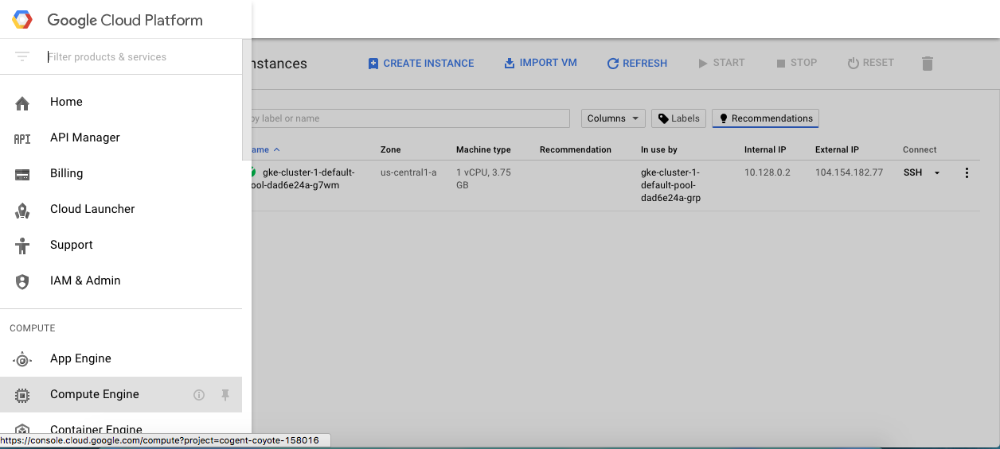 Google Cloud Platform
Filter products & services
Home
API Manager
Billing
Cloud Launcher
Support
IAM & Admin
COMPUTE
App Engine
Compute Engine
Container Engine
https://console.cloud.google.com/compute?project=cogent-coyote-158016
nstances CREATE INSTANCE IMPORT VM REFRESH START STOP RESET
by label or name Columns Labels Recommendations
ame Zone Machine type Recommendation In use by Internal IP External IP Connect
gke-cluster-1-default- us-central1-a 1 vCPU, 3.75 gke-cluster-1- 10.128.0.2 104.154.182.77 SSH
ool-dad6e24a-g7wm GB default-pool-
dad6e24a-grp